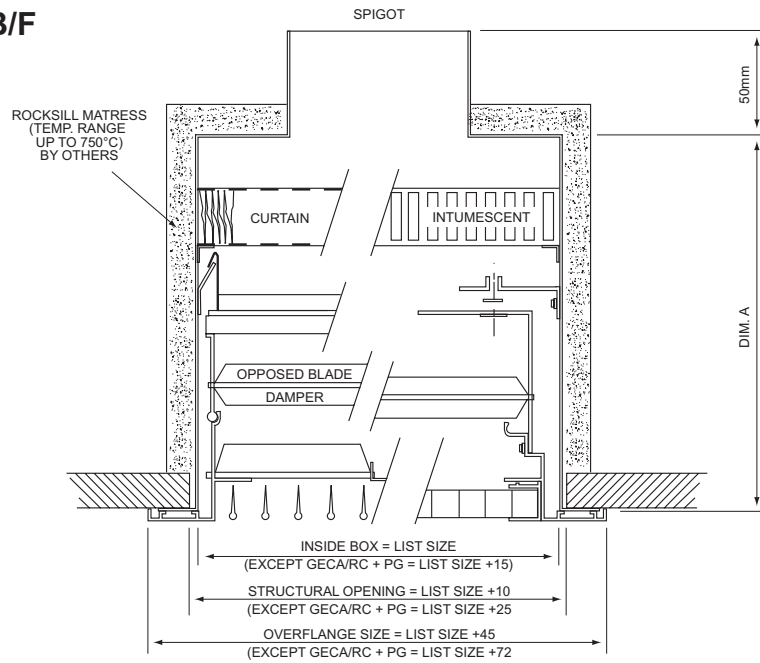 B/F
SPIGOT
50mm
ROCKSILL MATRESS
(TEMP. RANGE
UP TO 750°C)
BY OTHERS
CURTAIN
INTUMESCENT
DIM. A
OPPOSED BLADE
DAMPER
INSIDE BOX = LIST SIZE
(EXCEPT GECA/RC + PG = LIST SIZE +15)
STRUCTURAL OPENING = LIST SIZE +10
(EXCEPT GECA/RC + PG = LIST SIZE +25
OVERFLANGE SIZE = LIST SIZE +45
(EXCEPT GECA/RC + PG = LIST SIZE +72